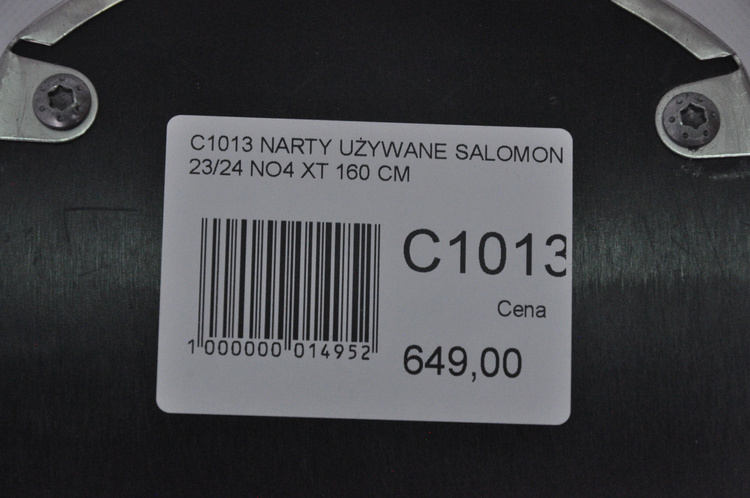 C1013 NARTY UŻYWANE SALOMON
23/24 NO4 XT 160 CM
C1013
Cena
649,00
1 000000 014952